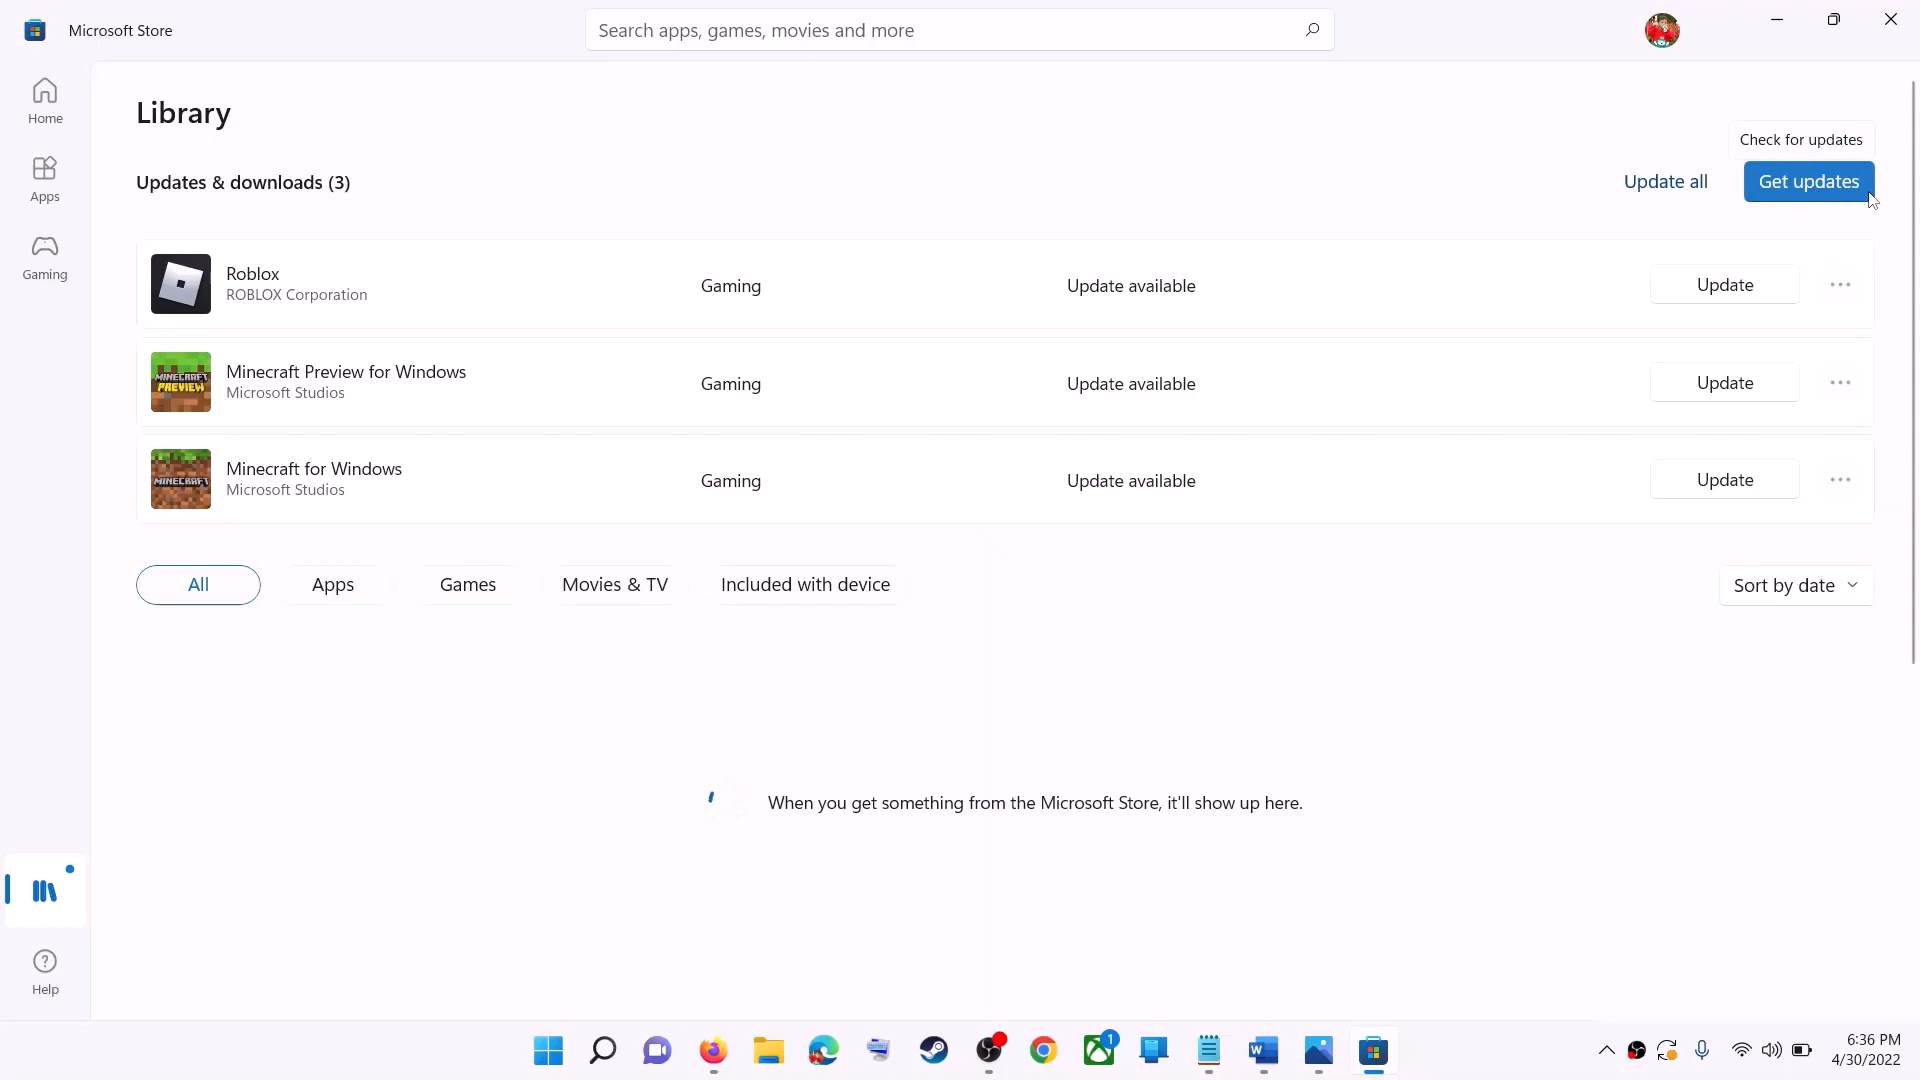 Microsoft Store
Search apps, games, movies and more
Home
Apps
Gaming
Library
Check for updates
Updates & downloads (3)
Update all
Get updates
Roblox
ROBLOX Corporation
Gaming
Update available
Update
MINECRAFT
PREVIEW
Minecraft Preview for Windows
Microsoft Studios
Gaming
Update available
Update
MINECRAFT
Minecraft for Windows
Microsoft Studios
Gaming
Update available
Update
All
Apps
Games
Movies & TV
Included with device
Sort by date
When you get something from the Microsoft Store, it'll show up here.
Help
1
W
6:36 PM
4/30/2022